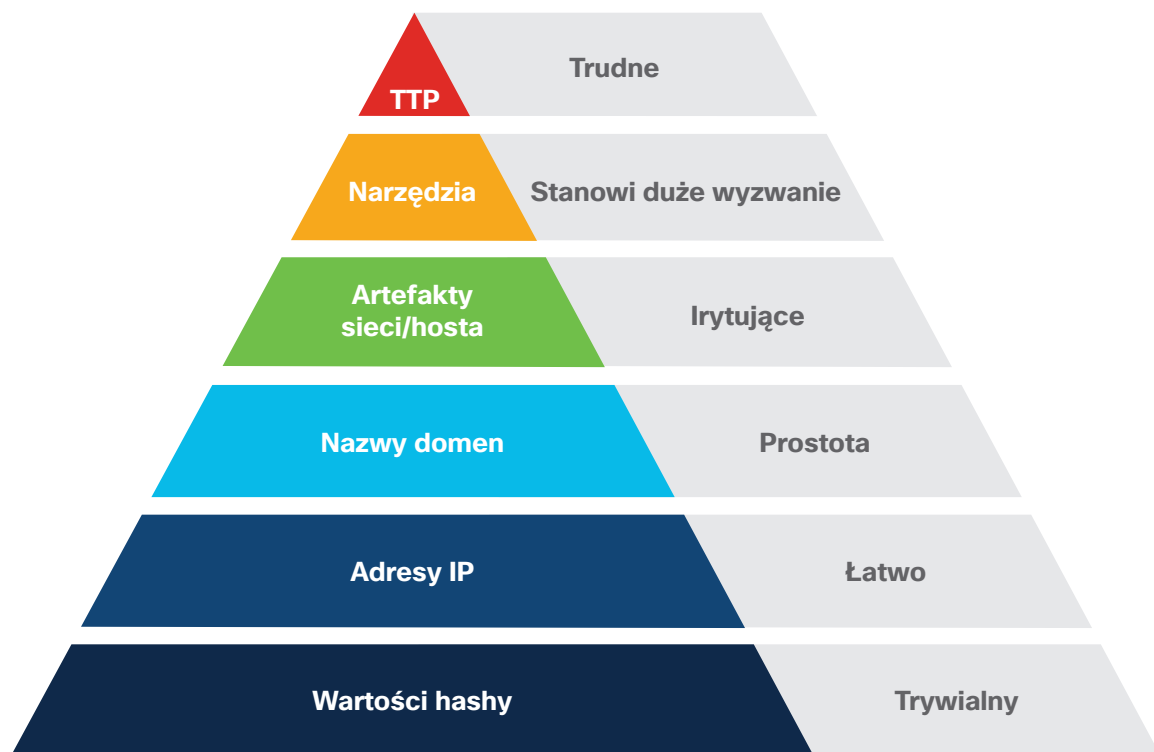 TTP
Trudne
Narzędzia
Stanowi duże wyzwanie
Artefakty
sieci/hosta
Irytujące
Nazwy domen
Prostota
Adresy IP
Łatwo
Wartości hashy
Trywialny